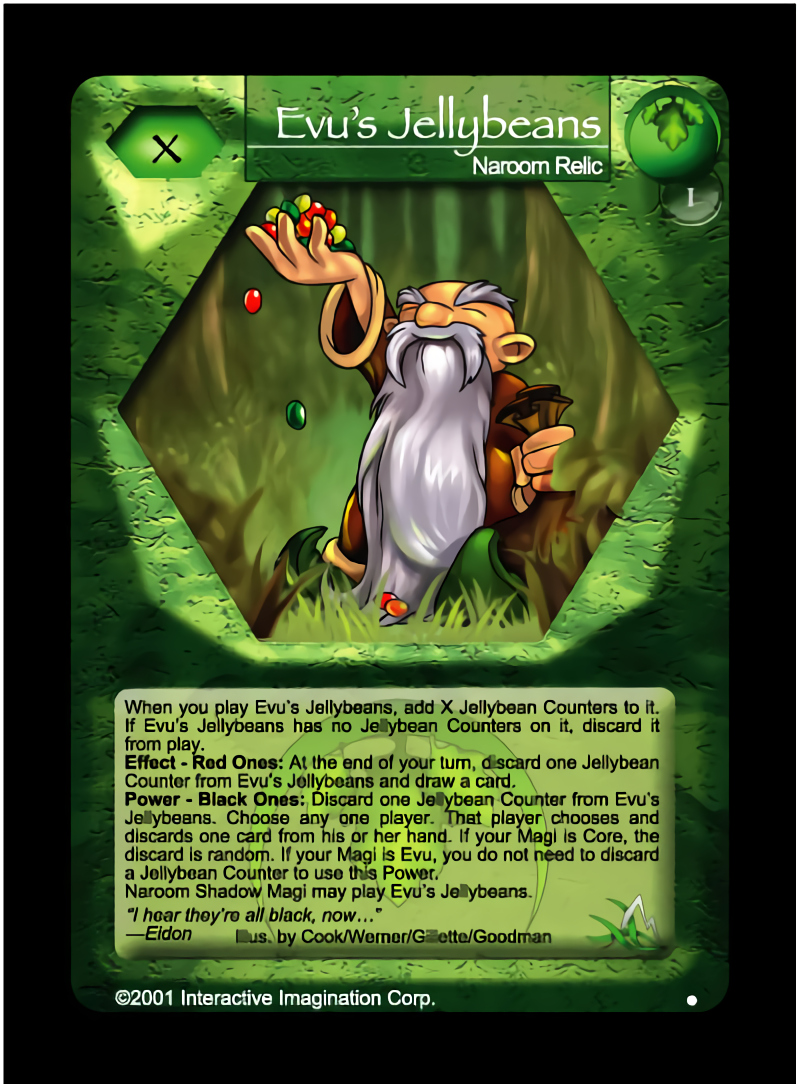 Evu's Jellybeans
X
Naroom Relic
I
When you play Evu's Jellybeans, add X Jellybean Counters to it.
If Evu's Jellybeans has no Jellybean Counters on it, discard it
from play.
Effect - Red Ones: At the end of your turn, discard one Jellybean
Counter from Evu's Jellybeans and draw a card.
Power - Black Ones: Discard one Jellybean Counter from Evu's
Jellybeans. Choose any one player. That player chooses and
discards one card from his or her hand. If your Magi is Core, the
discard is random. If your Magi is Evu, you do not need to discard
a Jellybean Counter to use this Power.
Naroom Shadow Magi may play Evu's Jellybeans.
"I hear they're all black, now..."
—Eidon
Illus. by Cook/Werner/Gillette/Goodman
©2001 Interactive Imagination Corp.